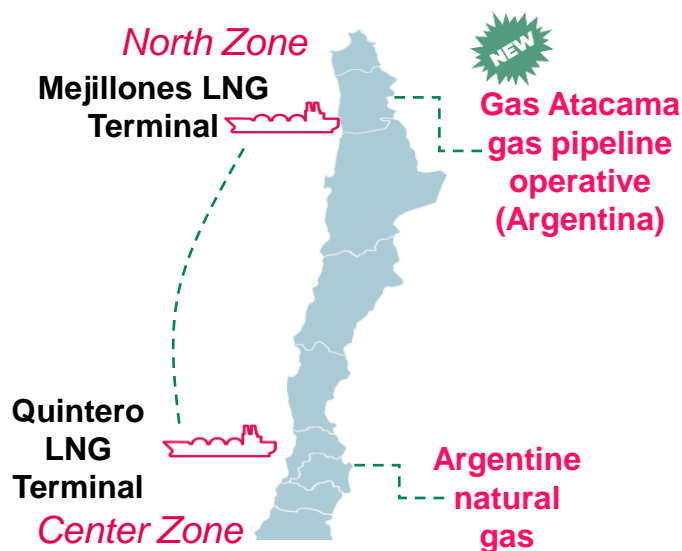 North Zone
NEW
Mejillones LNG
Terminal
Gas Atacama
gas pipeline
operative
(Argentina)
Quintero
LNG
Terminal
Argentine
natural
gas
Center Zone